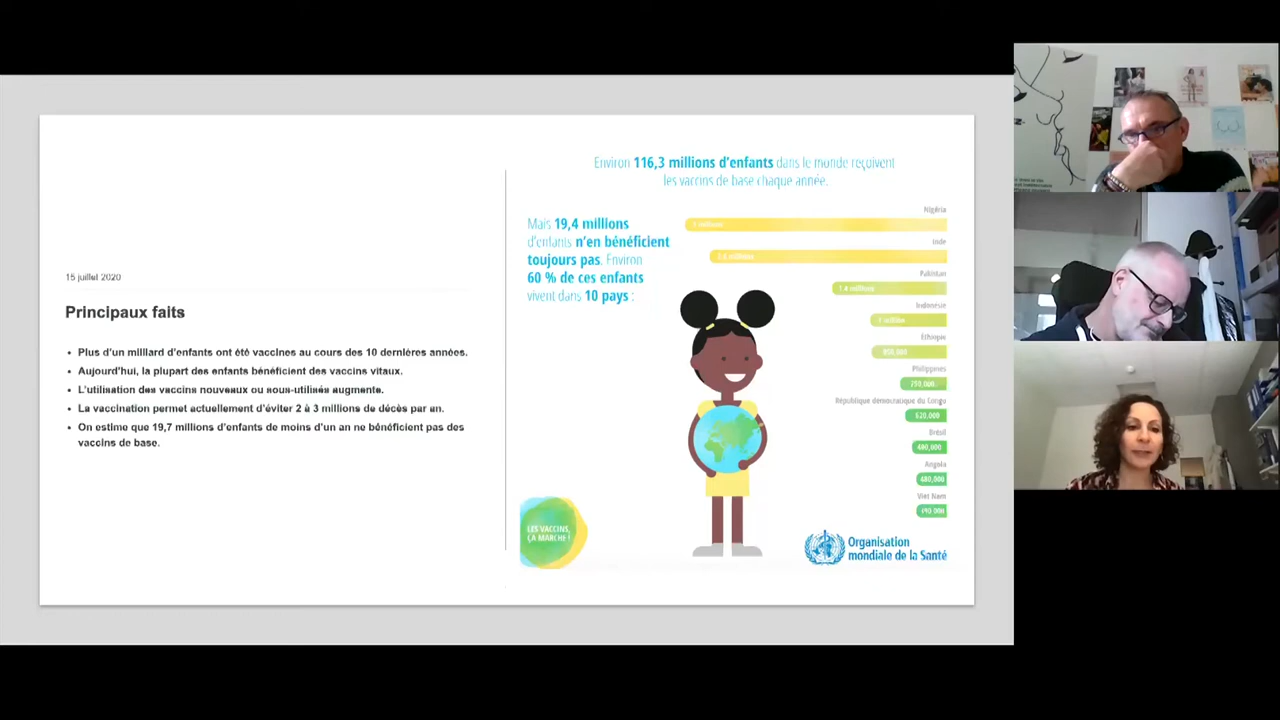 15 juillet 2020
Principaux faits
• Plus d'un milliard d'enfants ont été vaccines au cours des 10 dernières années.
• Aujourd'hui, la plupart des enfants bénéficient des vaccins vitaux.
• L'utilisation des vaccins nouveaux ou sous-utilisés augmente.
• La vaccination permet actuellement d'éviter 2 à 3 millions de décès par an.
• On estime que 19,7 millions d'enfants de moins d'un an ne bénéficient pas des
vaccins de base.
Environ 116,3 millions d'enfants dans le monde reçoivent
les vaccins de base chaque année.
Mais 19,4 millions
d'enfants n'en bénéficient
toujours pas. Environ
60 % de ces enfants
vivent dans 10 pays :
Nigéria
millions
Inde
millions
Pakistan
1.4 millions
Indonésie
million
Éthiopie
Philippines
République démocratique du Congo
620,000
Brésil
Angola
Viet Nam
LES VACCINS,
ÇA MARCHE !
Organisation
mondiale de la Santé